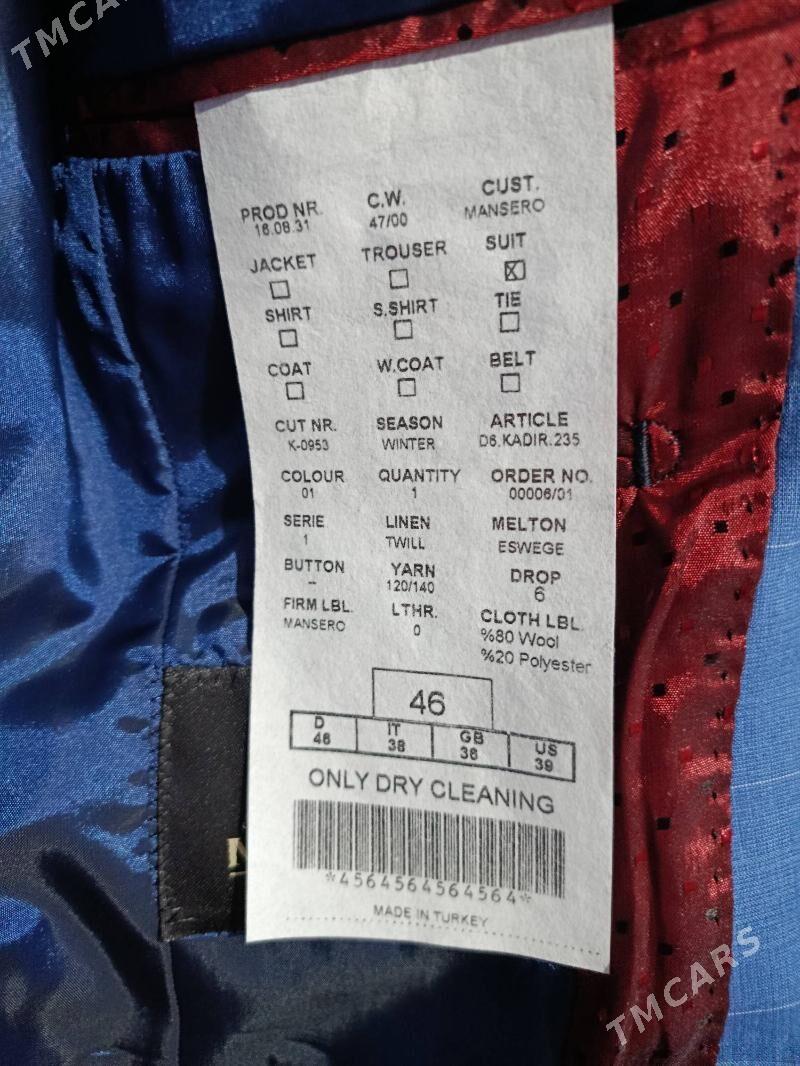 TMCARS
PROD NR. C.W. CUST.
16.08.31 47/00 MANSERO
JACKET TROUSER SUIT
SHIRT S.SHIRT TIE
COAT W.COAT BELT
CUT NR. SEASON ARTICLE
K-0953 WINTER D6.KADIR.235
COLOUR QUANTITY ORDER NO.
01 1 00006/01
SERIE LINEN MELTON
1 TWILL ESWEGE
BUTTON YARN DROP
– 120/140 6
FIRM LBL. LTHR. CLOTH LBL.
MANSERO 0 %80 Wool
%20 Polyester
46
D IT GB US
46 38 36 39
ONLY DRY CLEANING
*4564564564564*
MADE IN TURKEY
TMCARS